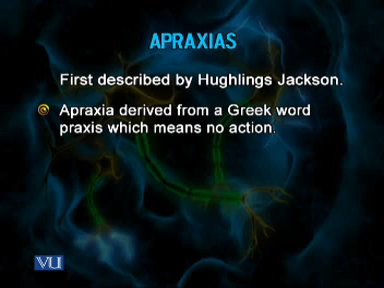 APRAXIAS
First described by Hughlings Jackson.
Apraxia derived from a Greek word
praxis which means no action.
VU